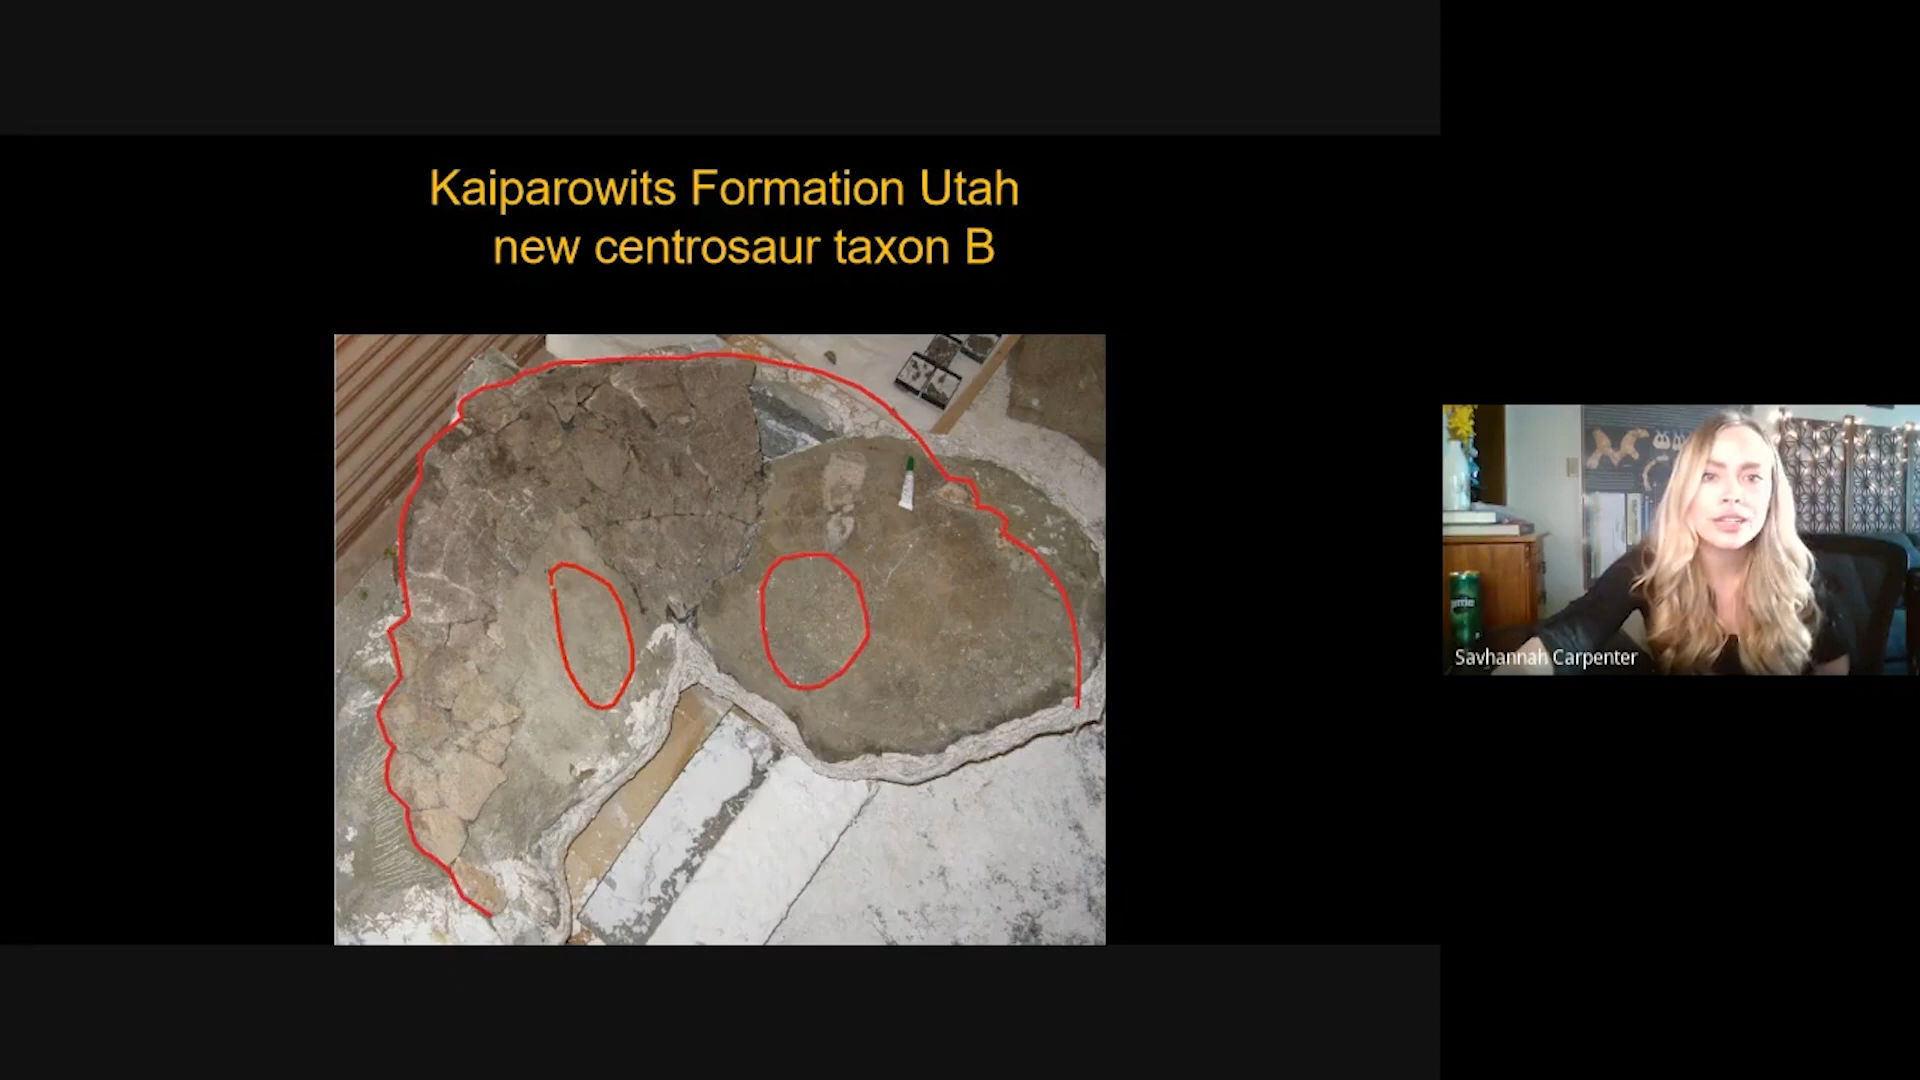 Kaiparowits Formation Utah
new centrosaur taxon B
Savhannah Carpenter